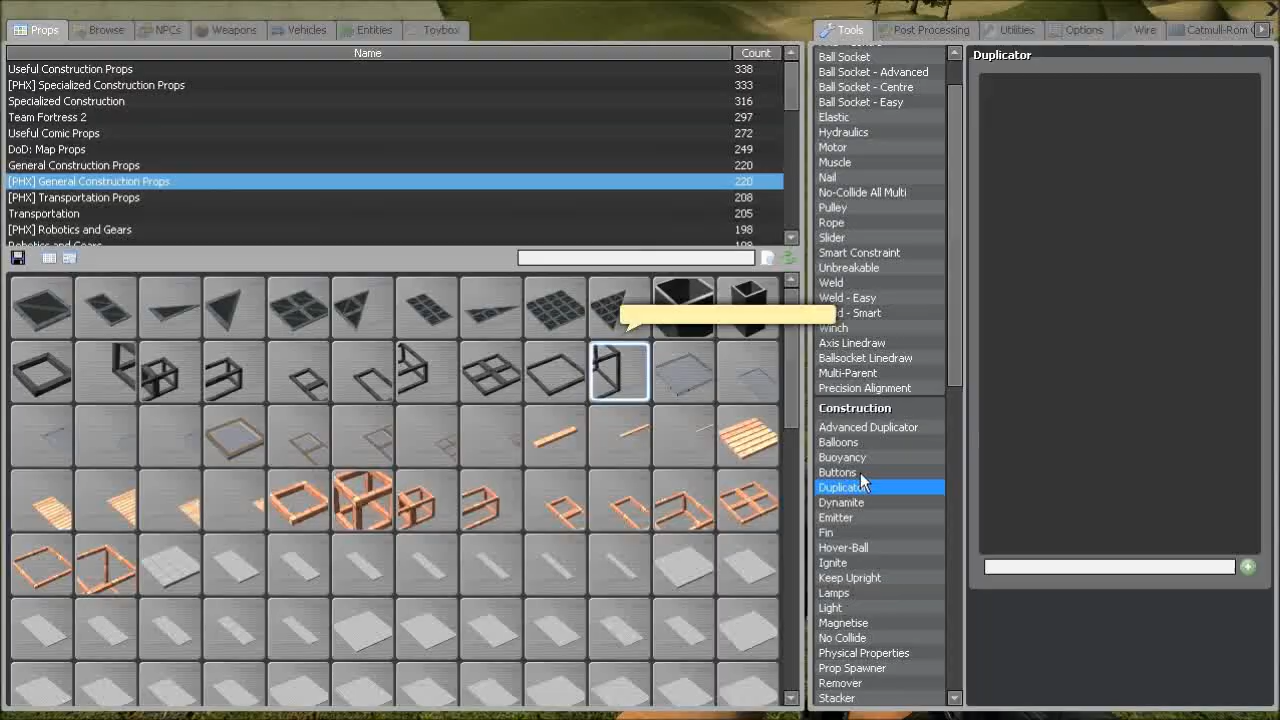 Props Browse NPCs Weapons Vehicles Entities Toybox
Name Count
Useful Construction Props 338
[PHX] Specialized Construction Props 333
Specialized Construction 316
Team Fortress 2 297
Useful Comic Props 272
DoD: Map Props 249
General Construction Props 220
[PHX] General Construction Props 220
[PHX] Transportation Props 208
Transportation 205
[PHX] Robotics and Gears 198
Robotics and Gears 198
Tools Post Processing Utilities Options Wire Catmull-Rom
Ball Socket
Ball Socket - Advanced
Ball Socket - Centre
Ball Socket - Easy
Elastic
Hydraulics
Motor
Muscle
Nail
No-Collide All Multi
Pulley
Rope
Slider
Smart Constraint
Unbreakable
Weld
Weld - Easy
d - Smart
Winch
Axis Linedraw
Ballsocket Linedraw
Multi-Parent
Precision Alignment
Construction
Advanced Duplicator
Balloons
Buoyancy
Buttons
Duplicator
Dynamite
Emitter
Fin
Hover-Ball
Ignite
Keep Upright
Lamps
Light
Magnetise
No Collide
Physical Properties
Prop Spawner
Remover
Stacker
Duplicator